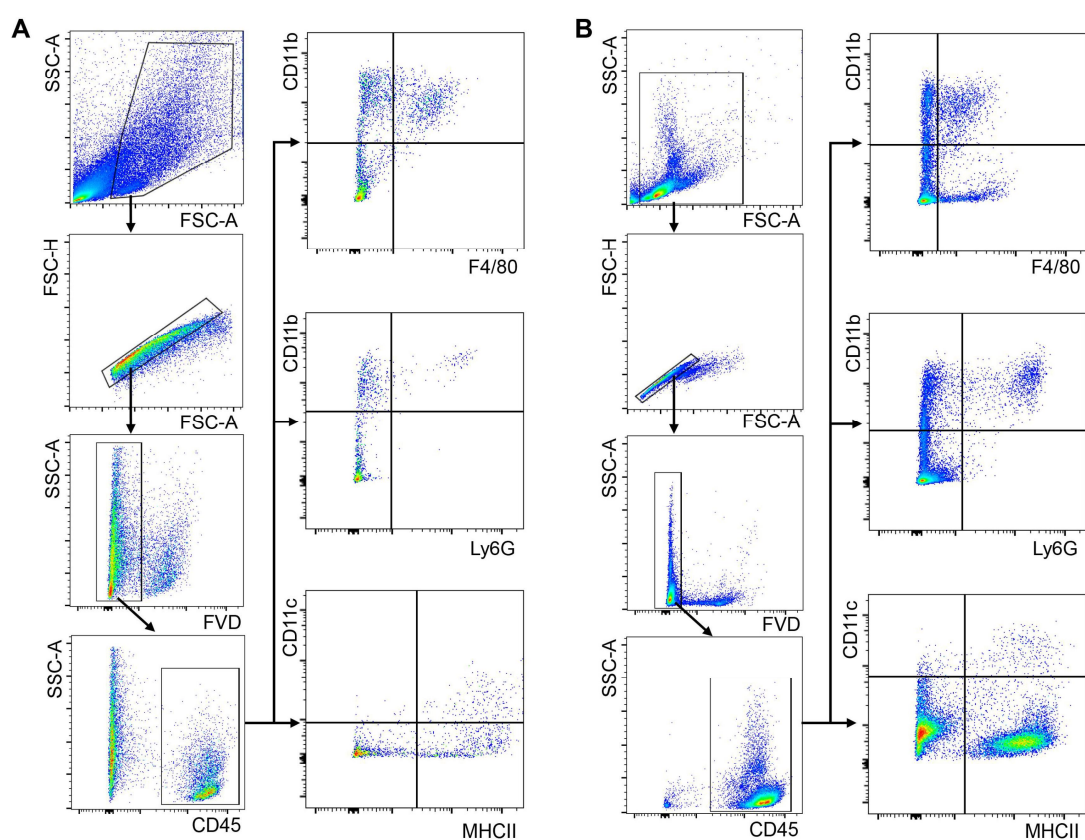 A
SSC-A
FSC-A
FSC-H
FSC-A
SSC-A
FVD
SSC-A
CD45
CD11b
F4/80
CD11b
Ly6G
CD11c
MHCII
B
SSC-A
FSC-A
FSC-H
FSC-A
SSC-A
FVD
SSC-A
CD45
CD11b
F4/80
CD11b
Ly6G
CD11c
MHCII